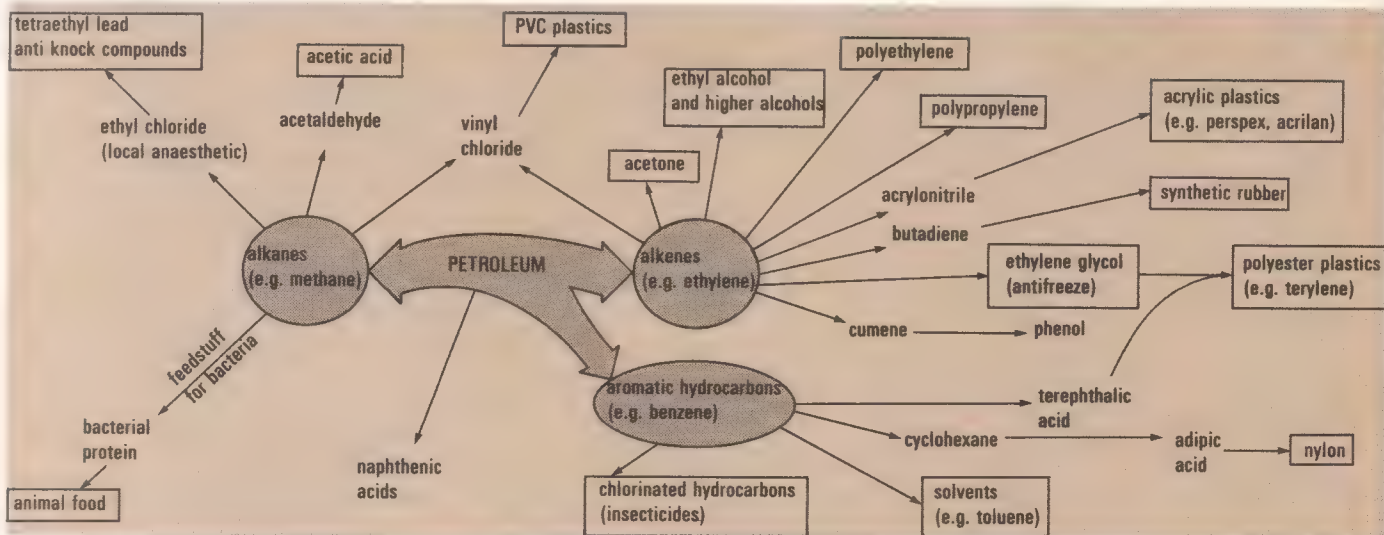 tetraethyl lead
anti knock compounds
acetic acid
PVC plastics
ethyl alcohol
and higher alcohols
polyethylene
polypropylene
acrylic plastics
(e.g. perspex, acrilan)
ethyl chloride
(local anaesthetic)
acetaldehyde
vinyl
chloride
acetone
acrylonitrile
synthetic rubber
butadiene
alkanes
(e.g. methane)
PETROLEUM
alkenes
(e.g. ethylene)
ethylene glycol
(antifreeze)
polyester plastics
(e.g. terylene)
cumene
phenol
feedstuff
for bacteria
aromatic hydrocarbons
(e.g. benzene)
terephthalic
acid
bacterial
protein
cyclohexane
adipic
acid
nylon
naphthenic
acids
animal food
chlorinated hydrocarbons
(insecticides)
solvents
(e.g. toluene)